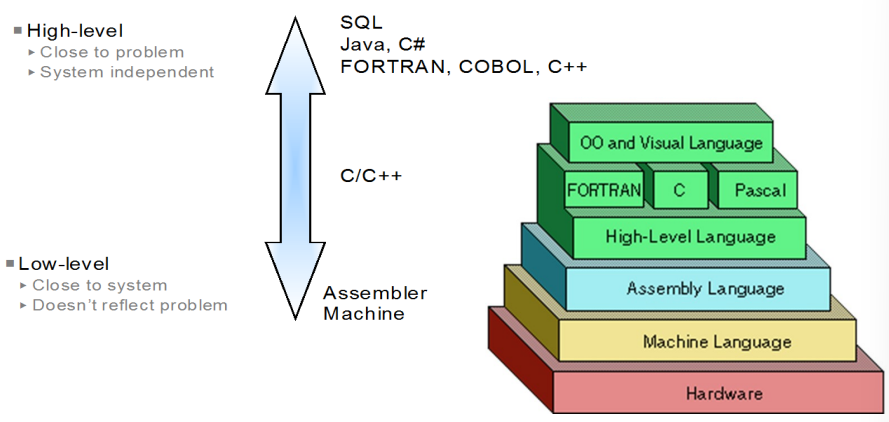 High-level
Close to problem
System independent
SQL
Java, C#
FORTRAN, COBOL, C++
C/C++
Low-level
Close to system
Doesn't reflect problem
Assembler
Machine
OO and Visual Language
FORTRAN
C
Pascal
High-Level Language
Assembly Language
Machine Language
Hardware